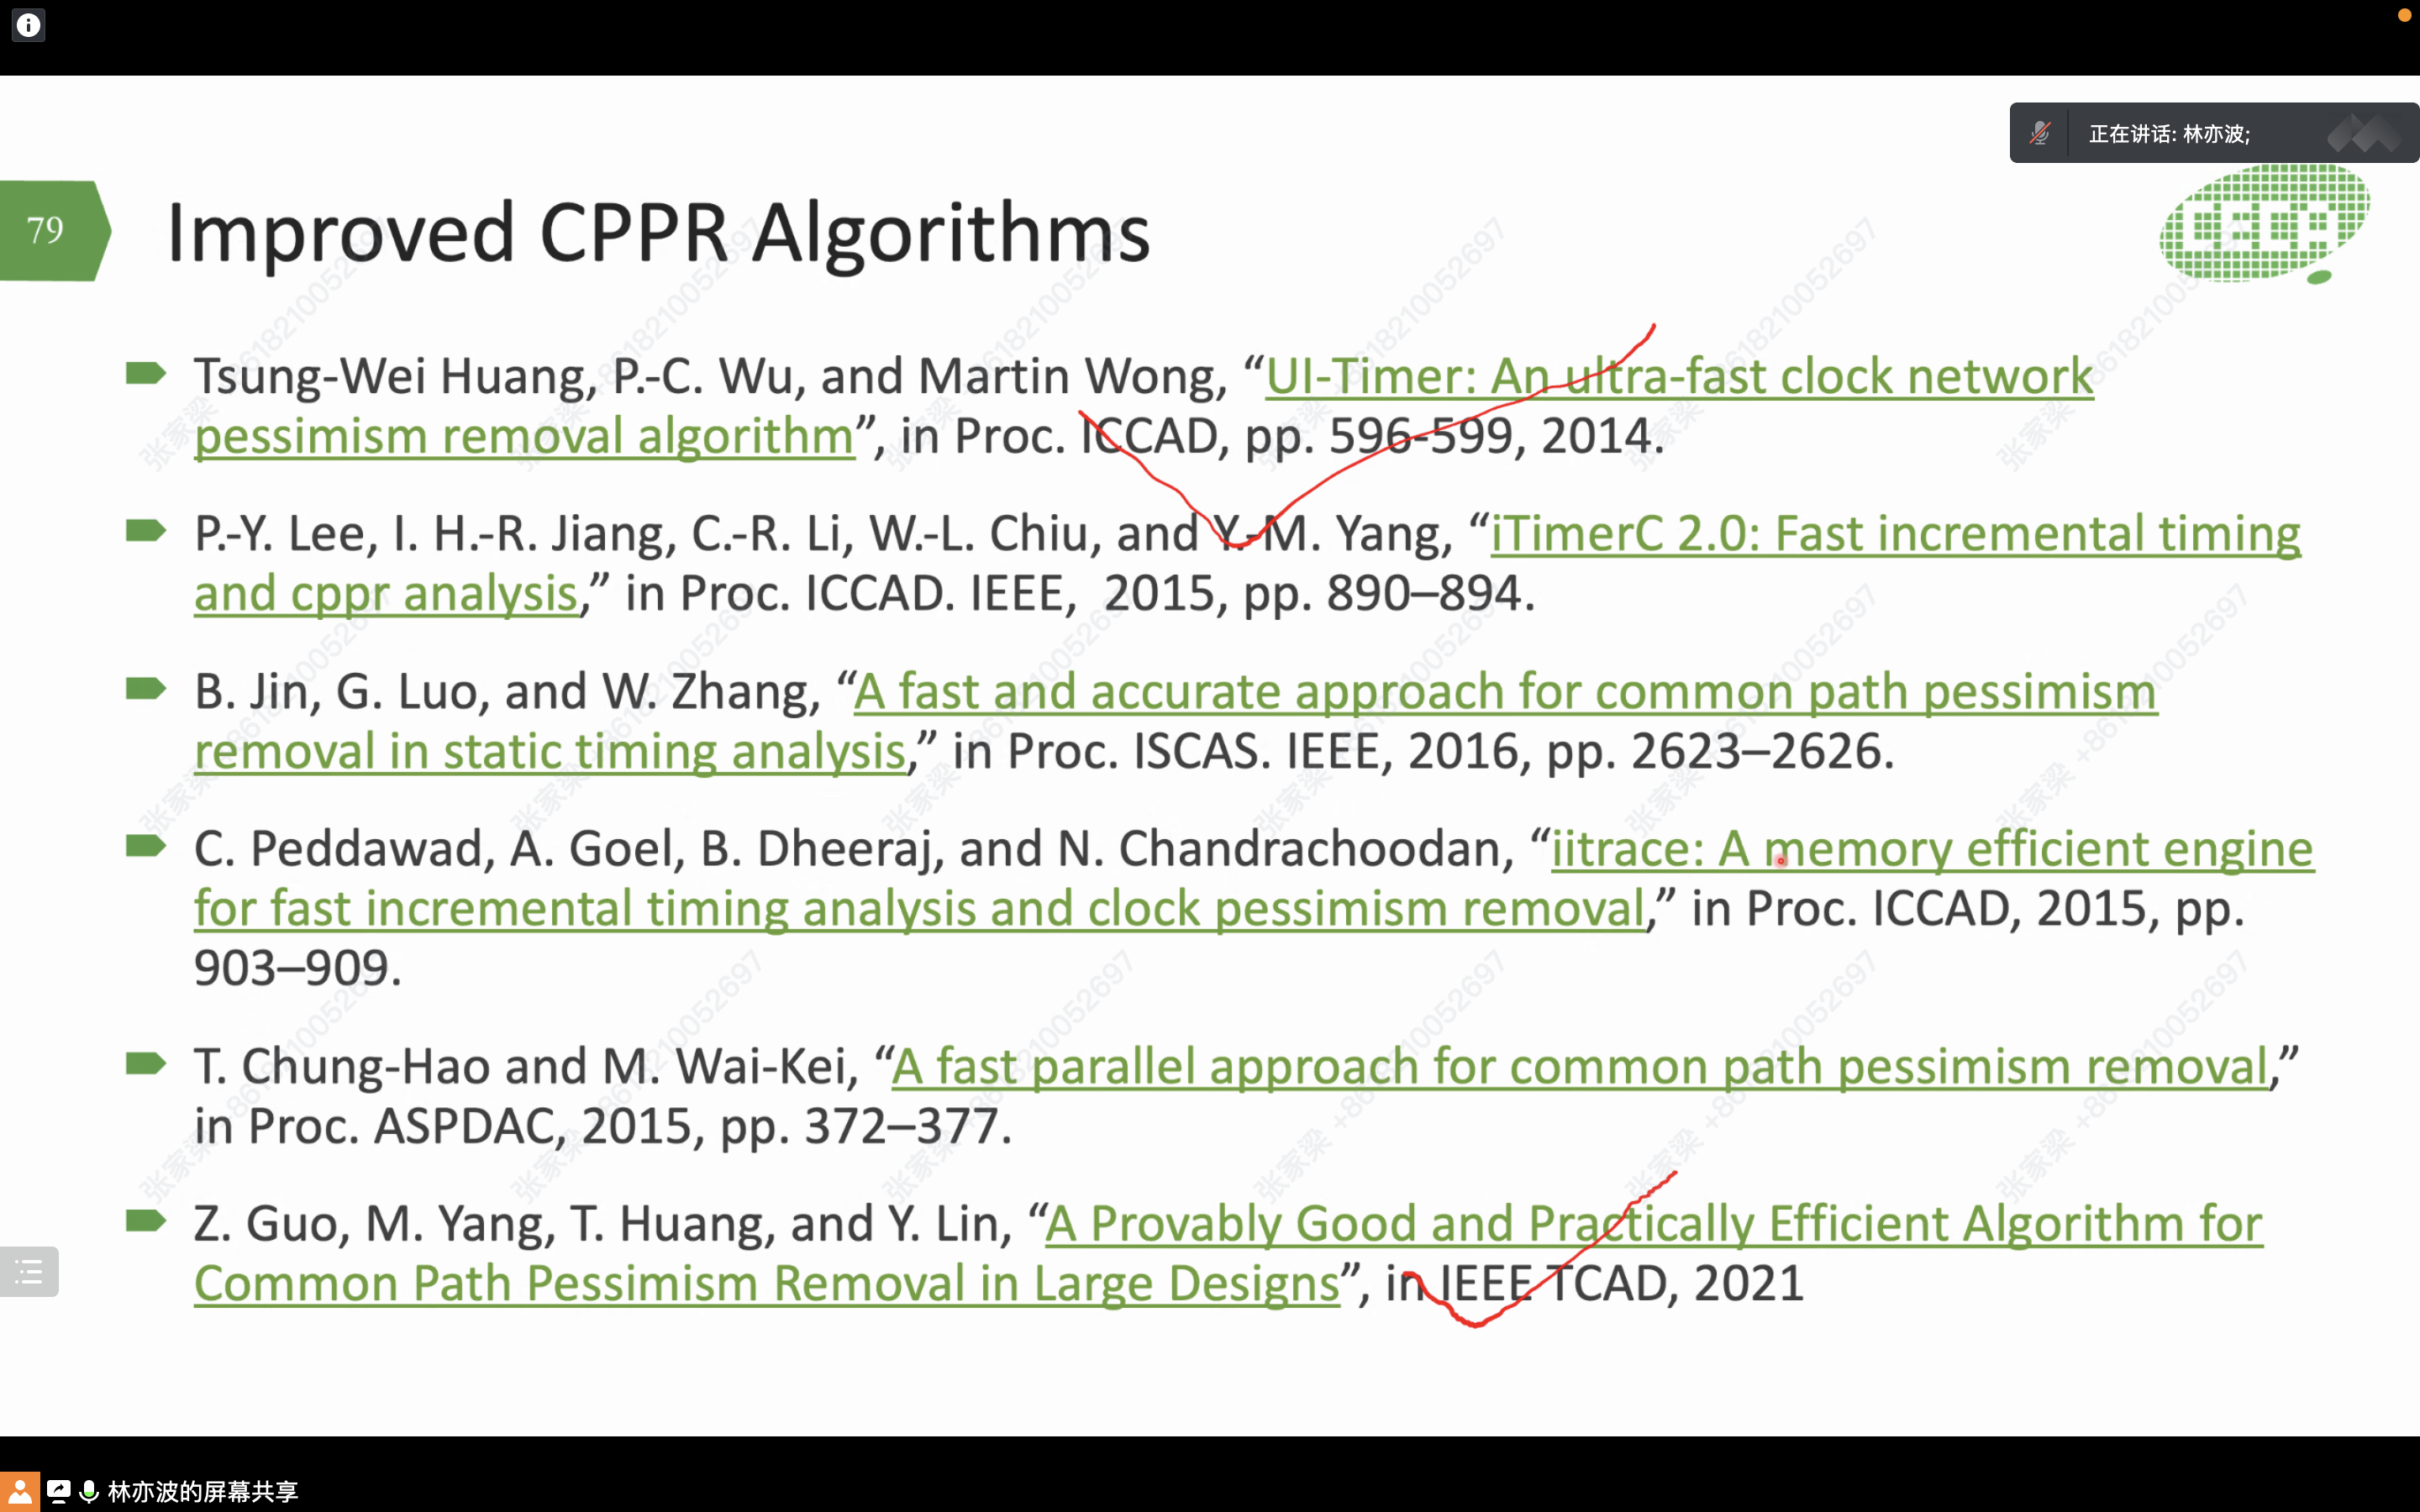 正在讲话: 林亦波;
79
Improved CPPR Algorithms
Tsung-Wei Huang, P.-C. Wu, and Martin Wong, “UI-Timer: An ultra-fast clock network
pessimism removal algorithm”, in Proc. ICCAD, pp. 596-599, 2014.
P.-Y. Lee, I. H.-R. Jiang, C.-R. Li, W.-L. Chiu, and Y.-M. Yang, “iTimerC 2.0: Fast incremental timing
and cppr analysis,” in Proc. ICCAD. IEEE, 2015, pp. 890–894.
B. Jin, G. Luo, and W. Zhang, “A fast and accurate approach for common path pessimism
removal in static timing analysis,” in Proc. ISCAS. IEEE, 2016, pp. 2623–2626.
C. Peddawad, A. Goel, B. Dheeraj, and N. Chandrachoodan, “iitrace: A memory efficient engine
for fast incremental timing analysis and clock pessimism removal,” in Proc. ICCAD, 2015, pp.
903–909.
T. Chung-Hao and M. Wai-Kei, “A fast parallel approach for common path pessimism removal,”
in Proc. ASPDAC, 2015, pp. 372–377.
Z. Guo, M. Yang, T. Huang, and Y. Lin, “A Provably Good and Practically Efficient Algorithm for
Common Path Pessimism Removal in Large Designs”, in IEEE TCAD, 2021
张家梁 +8618210052697
林亦波的屏幕共享